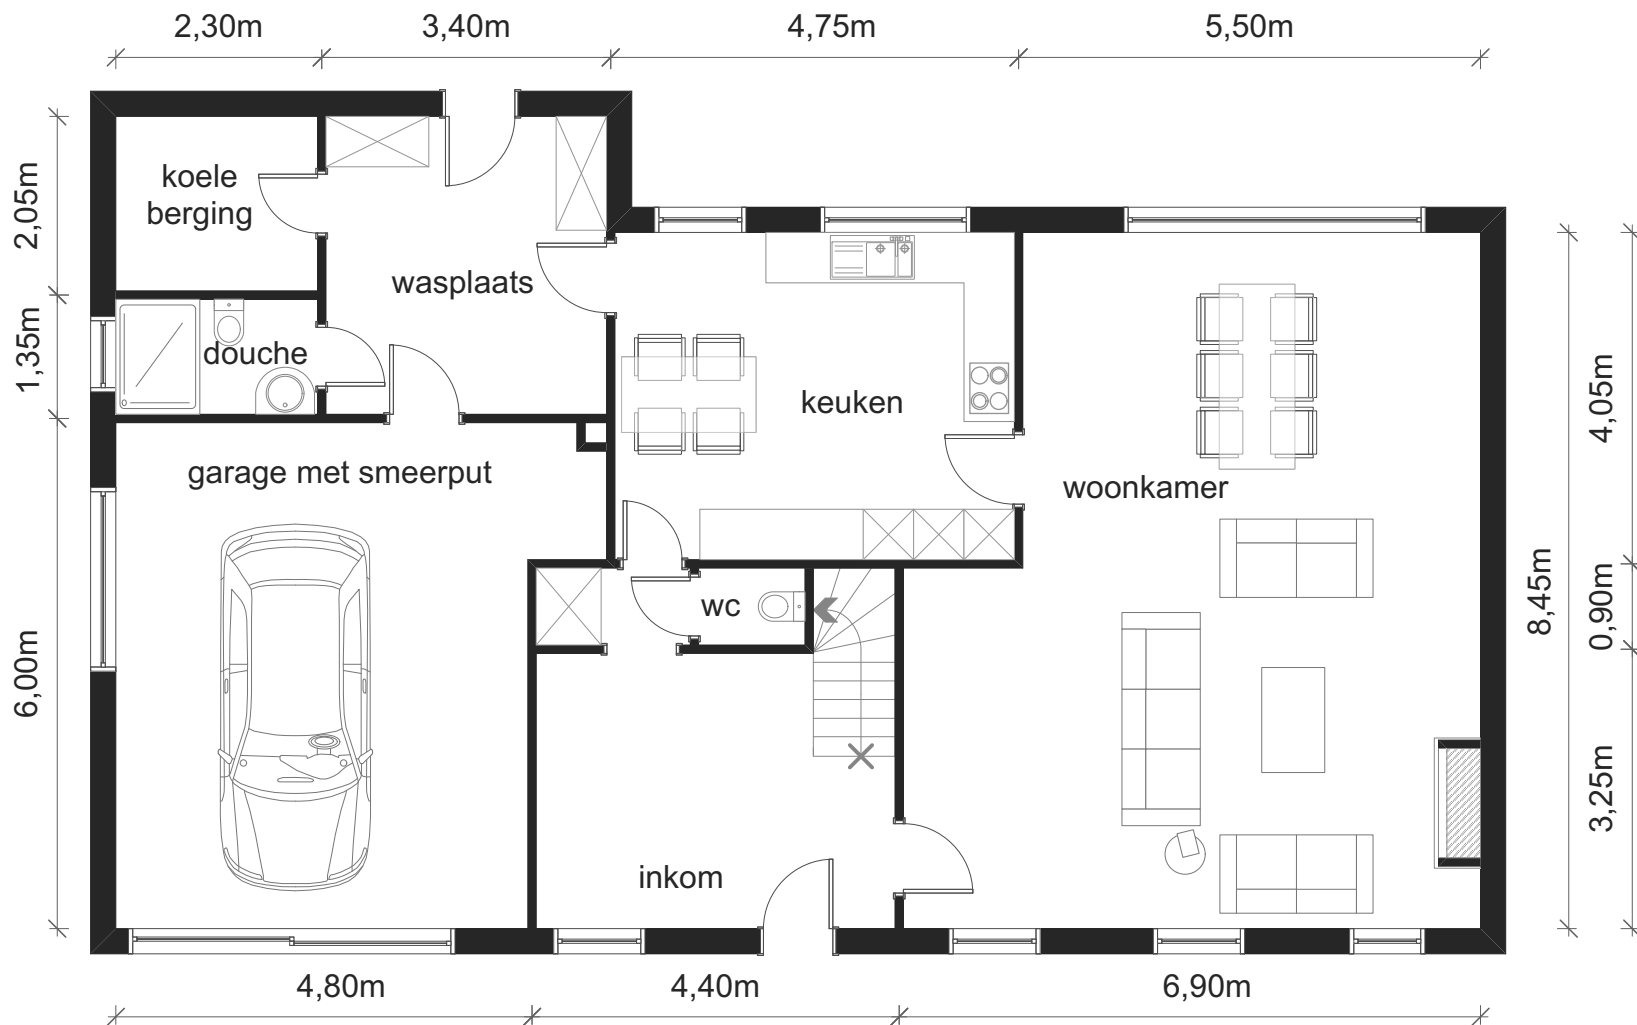 2,30m
3,40m
4,75m
5,50m
2,05m
1,35m
6,00m
koele
berging
wasplaats
douche
keuken
garage met smeerput
woonkamer
wc
inkom
4,05m
8,45m
0,90m
3,25m
4,80m
4,40m
6,90m